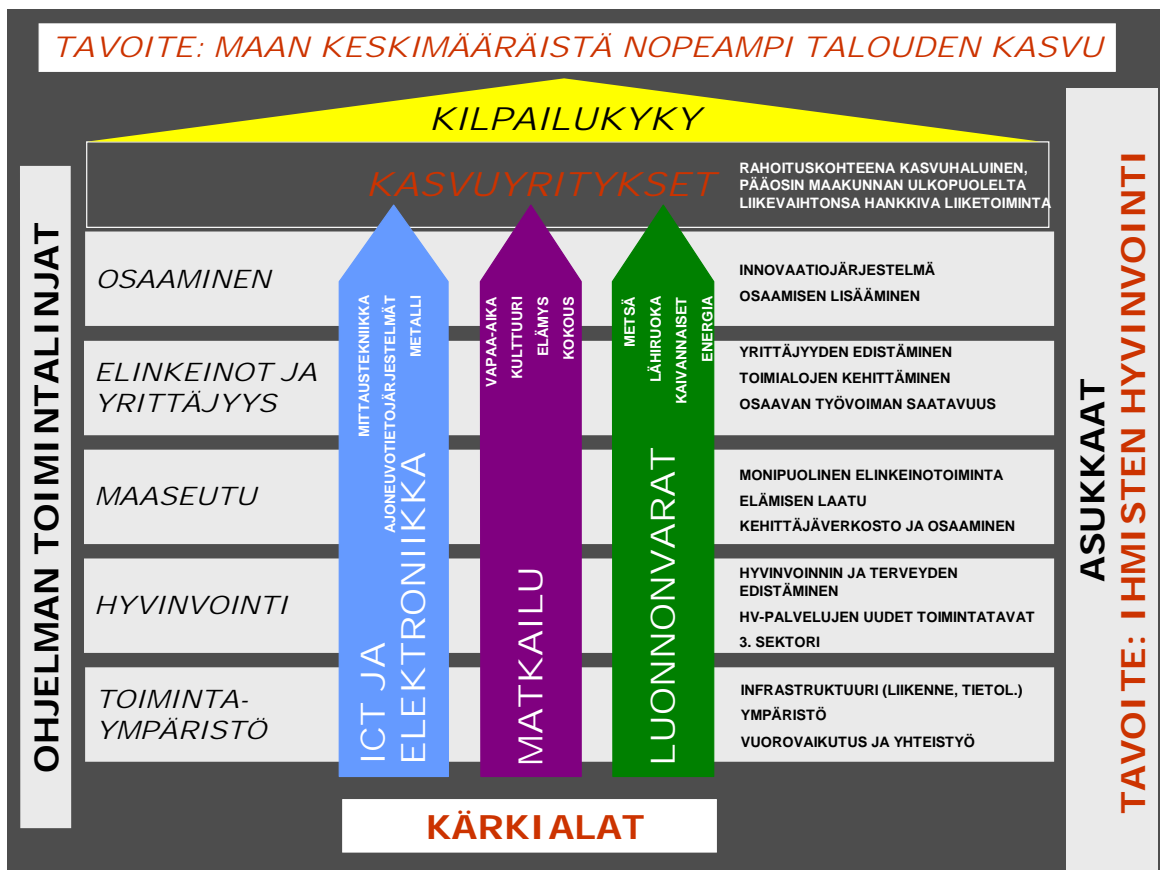 TAVOITE: MAAN KESKIMÄÄRÄISTÄ NOPEAMPI TALOUDEN KASVU
KILPAILUKYKY
KASVUYRITYKSET
RAHOITUSKOHTEENA KASVUHALUINEN,
PÄÄOSIN MAAKUNNAN ULKOPUOLELTA
LIIKEVAIHTONSA HANKKIVA LIIKETOIMINTA
OHJELMAN TOIMINTALINJAT
OSAAMINEN
INNOVAATIOJÄRJESTELMÄ
OSAAMISEN LISÄÄMINEN
ELINKEINOT JA
YRITTÄJYYS
YRITTÄJYYDEN EDISTÄMINEN
TOIMIALOJEN KEHITTÄMINEN
OSAAVAN TYÖVOIMAN SAATAVUUS
MAASEUTU
MONIPUOLINEN ELINKEINOTOIMINTA
ELÄMISEN LAATU
KEHITTÄJÄVERKOSTO JA OSAAMINEN
HYVINVOINTI
HYVINVOINNIN JA TERVEYDEN
EDISTÄMINEN
HV-PALVELUJEN UUDET TOIMINTATAVAT
3. SEKTORI
TOIMINTA-
YMPÄRISTÖ
INFRASTRUKTUURI (LIIKENNE, TIETOL.)
YMPÄRISTÖ
VUOROVAIKUTUS JA YHTEISTYÖ
MITTAUSTEKNIIKKA
AJONEUVOTIETOJÄRJESTELMÄT
METALLI
ICT JA
ELEKTRONIIKKA
VAPAA-AIKA
KULTTUURI
ELÄMYS
KOKOUS
MATKAILU
METSÄ
LÄHIRUOKA
KAIVANNAISET
ENERGIA
LUONNONVARAT
KÄRKIALAT
ASUKKAAT
TAVOITE: IHMISTEN HYVINVOINTI